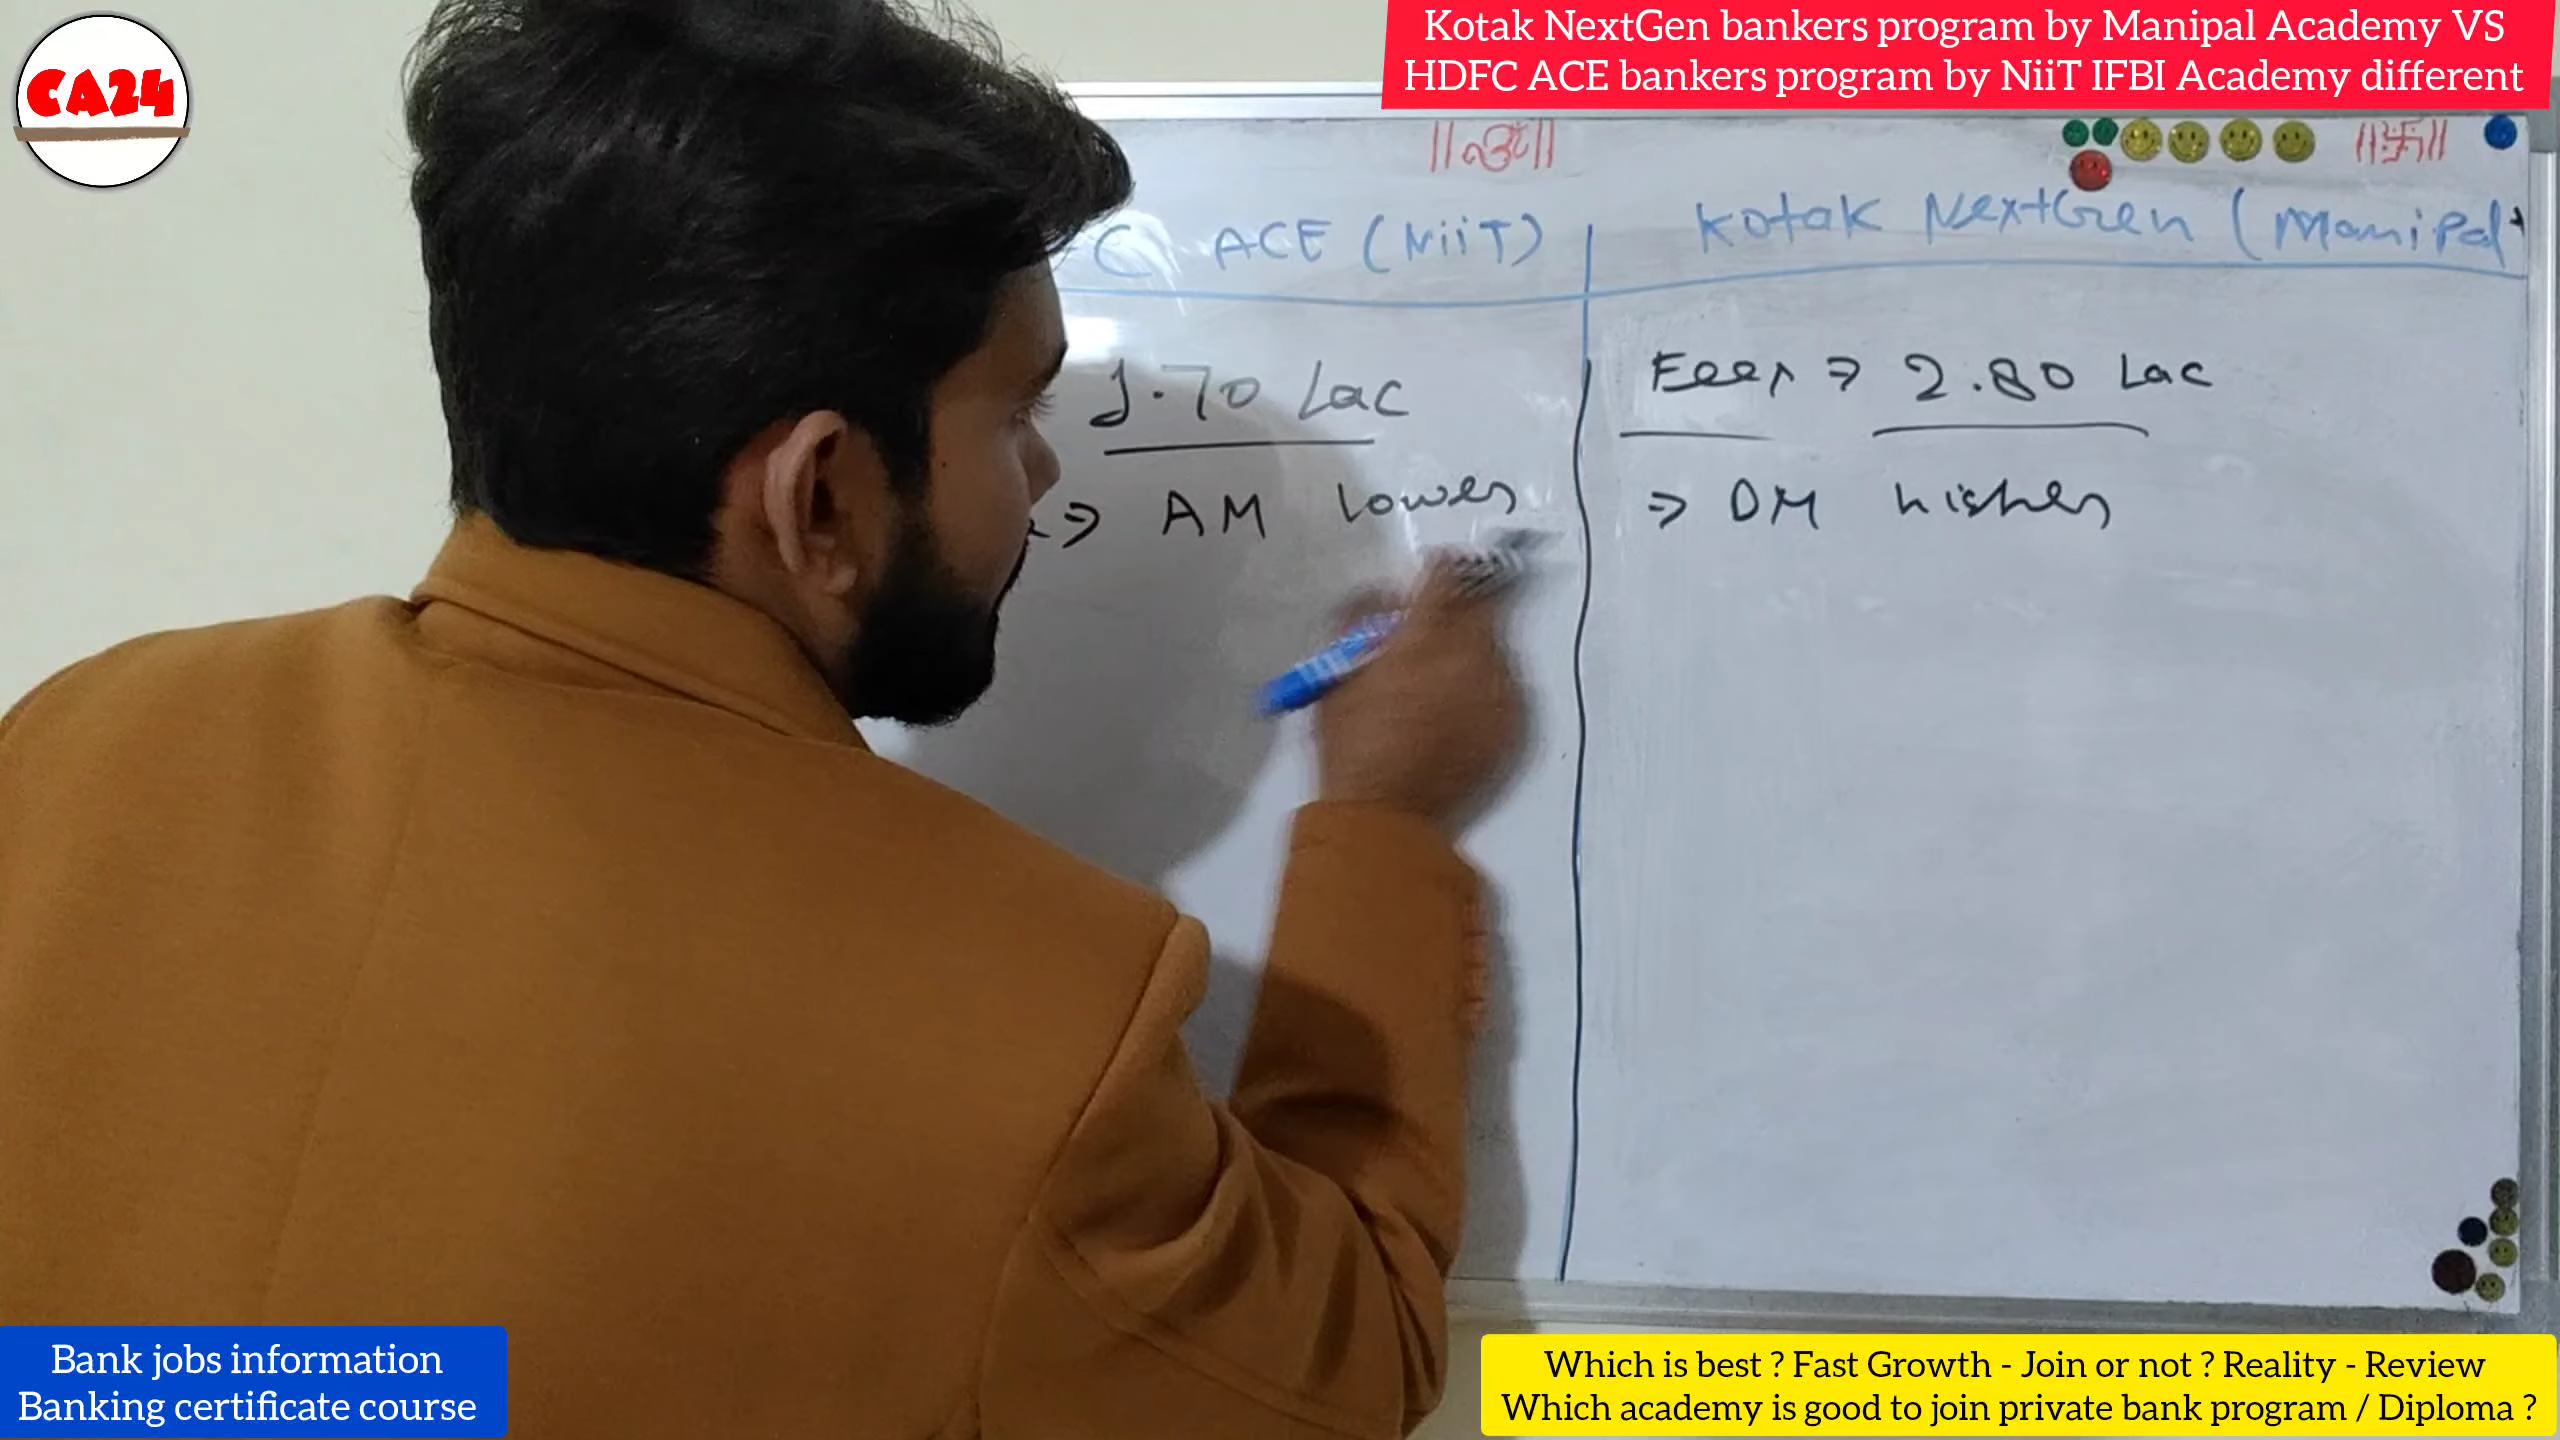 CA24
Kotak NextGen bankers program by Manipal Academy VS
HDFC ACE bankers program by NiiT IFBI Academy different
C ACE (NiiT)
Kotak NextGen (Manipal
1.70 Lac
Fees ⇒ 2.80 Lac
⇒ AM lower
⇒ DM higher
Bank jobs information
Banking certificate course
Which is best ? Fast Growth - Join or not ? Reality - Review
Which academy is good to join private bank program / Diploma ?